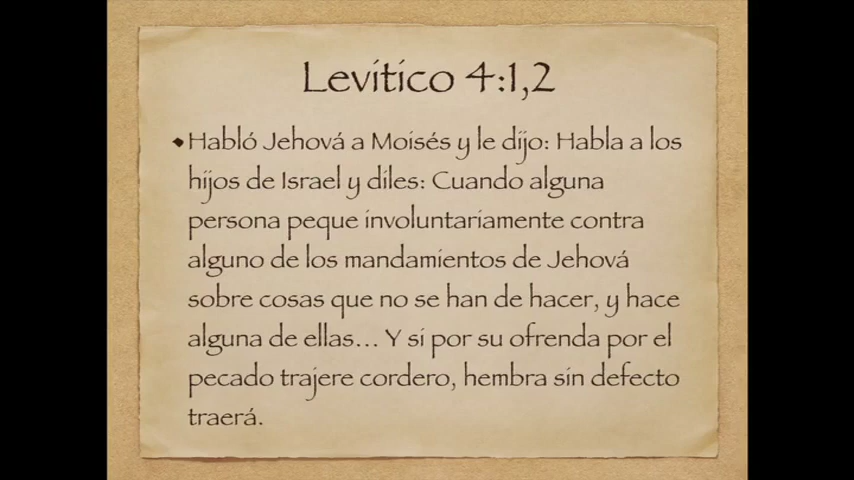 Levitico 4:1,2
Habló Jehová a Moisés y le dijo: Habla a los
hijos de Israel y diles: Cuando alguna
persona peque involuntariamente contra
alguno de los mandamientos de Jehová
sobre cosas que no se han de hacer, y hace
alguna de ellas... Y si por su ofrenda por el
pecado trajere cordero, hembra sin defecto
traerá.